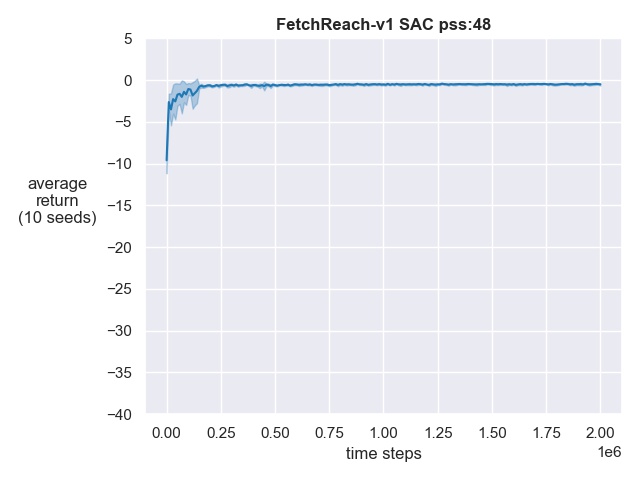 FetchReach-v1 SAC pss:48
5
0
−5
−10
−15
−20
−25
−30
−35
−40
average
return
(10 seeds)
0.00 0.25 0.50 0.75 1.00 1.25 1.50 1.75 2.00
time steps
1e6